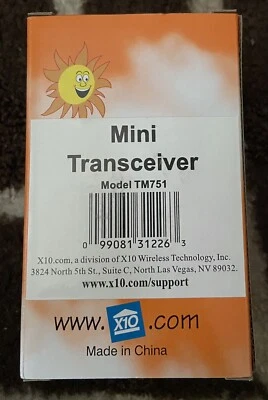 Mini
Transceiver
Model TM751
0 99081 31226 3
X10.com, a division of X10 Wireless Technology, Inc.
3824 North 5th St., Suite C, North Las Vegas, NV 89032.
www.x10.com/support
www.X10.com
Made in China